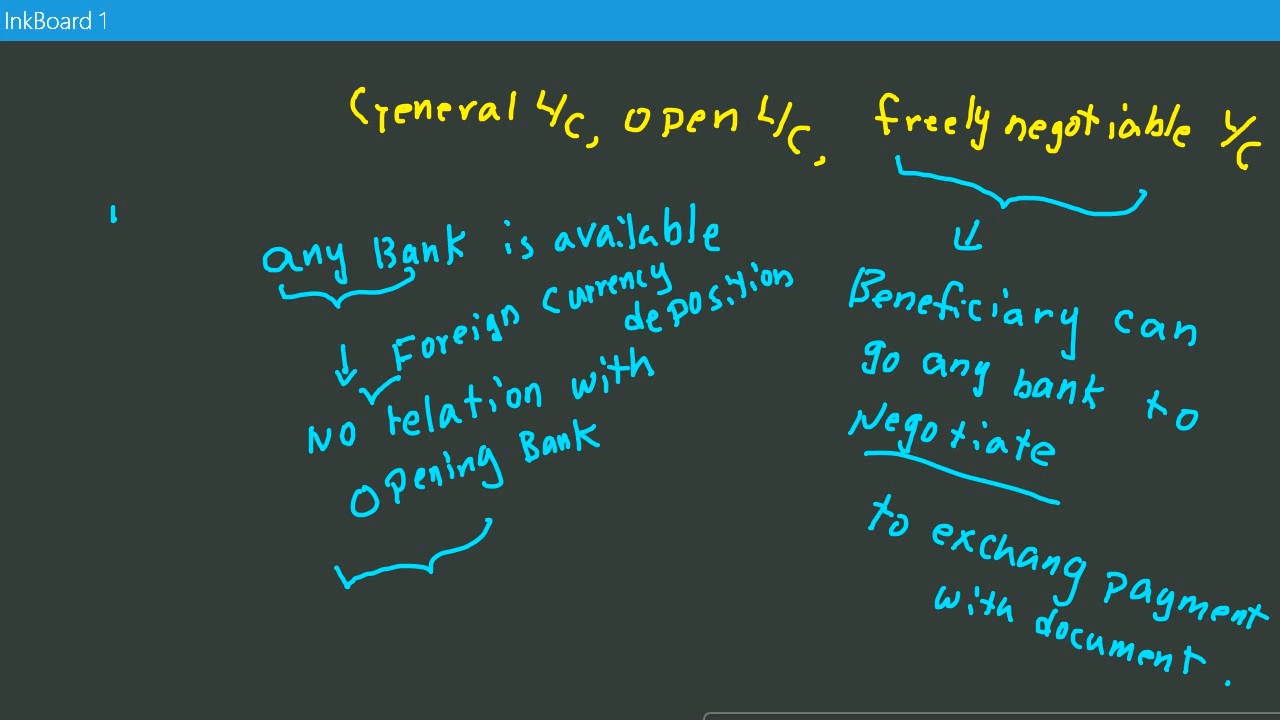 InkBoard 1
General L/C, open L/C, freely negotiable L/C
any Bank is available
Foreign currency
deposition
No relation with
opening Bank
Beneficiary can
go any bank to
Negotiate
to exchang payment
with document.